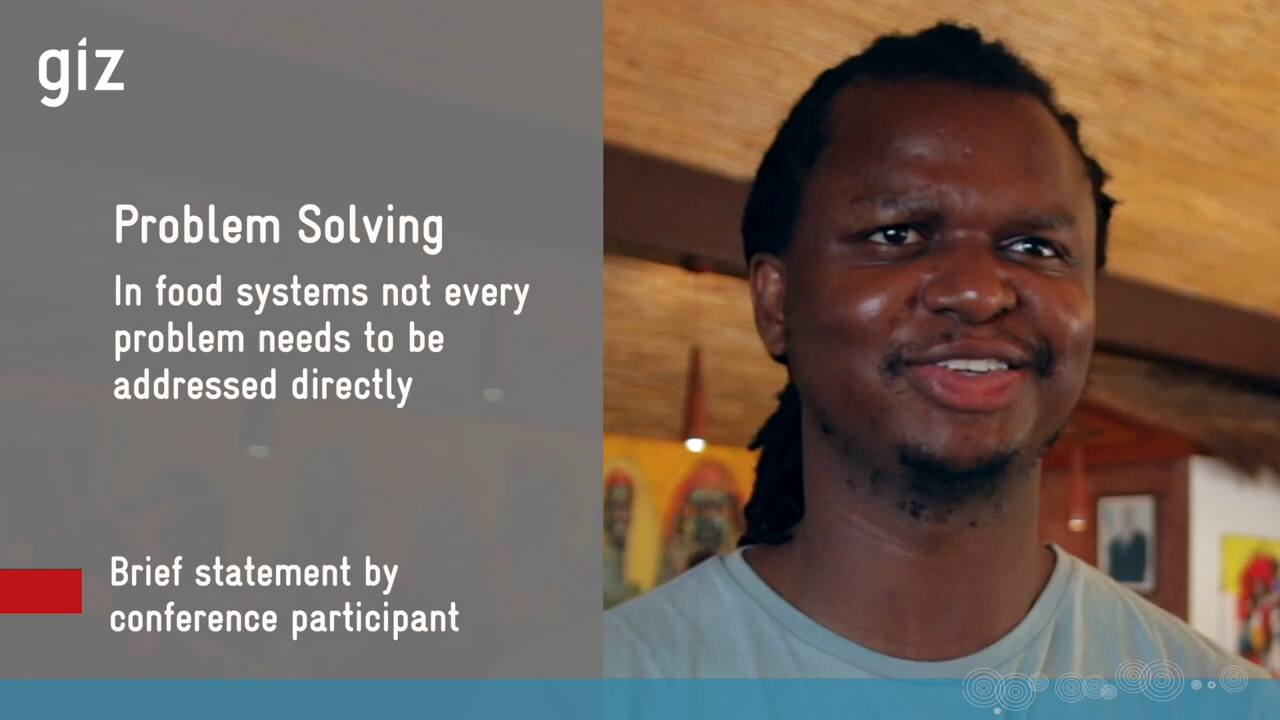 giz
Problem Solving
In food systems not every
problem needs to be
addressed directly
Brief statement by
conference participant